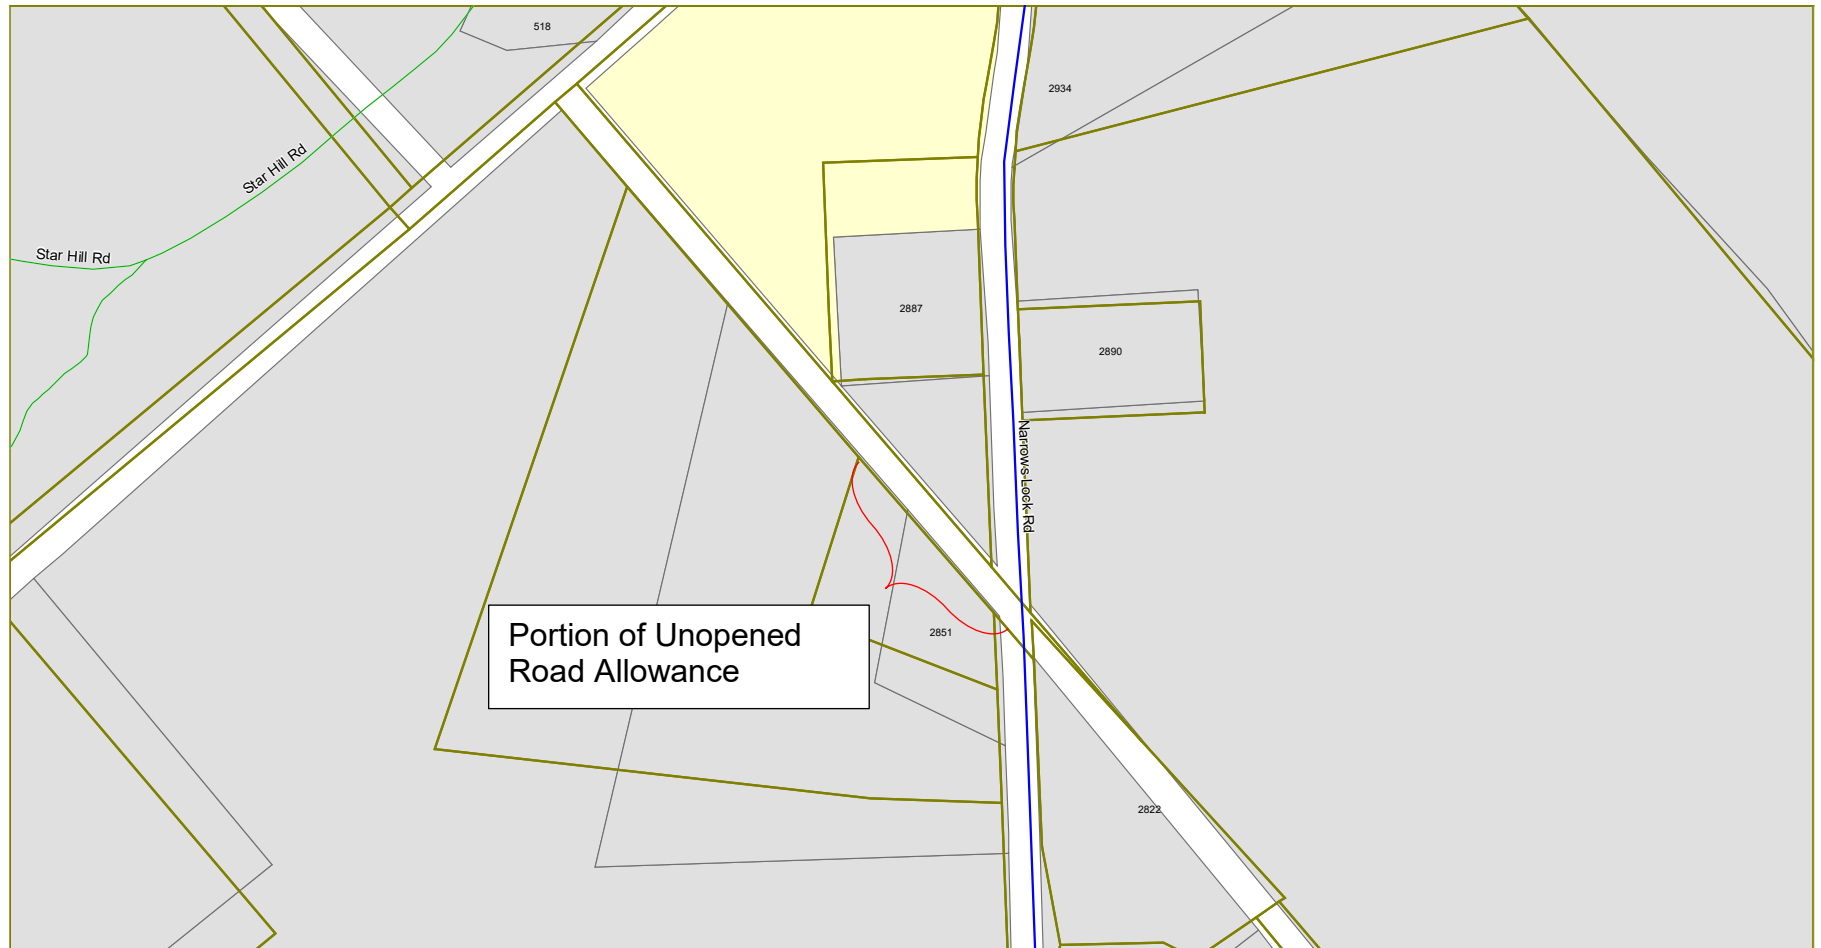 518
2934
Star Hill Rd
Star Hill Rd
2887
2890
Narrows Lock Rd
Portion of Unopened
Road Allowance
2851
2822